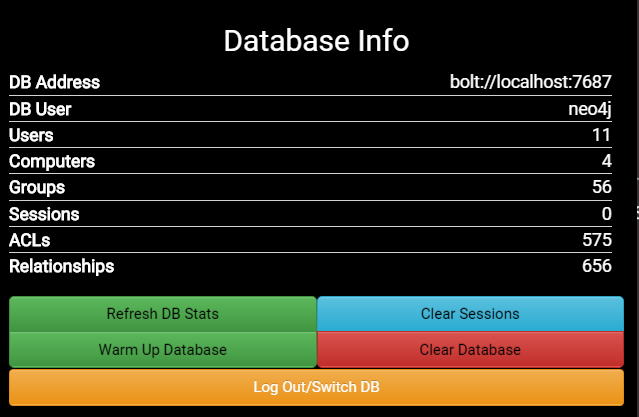 Database Info
DB Address bolt://localhost:7687
DB User neo4j
Users 11
Computers 4
Groups 56
Sessions 0
ACLs 575
Relationships 656
Refresh DB Stats Clear Sessions
Warm Up Database Clear Database
Log Out/Switch DB